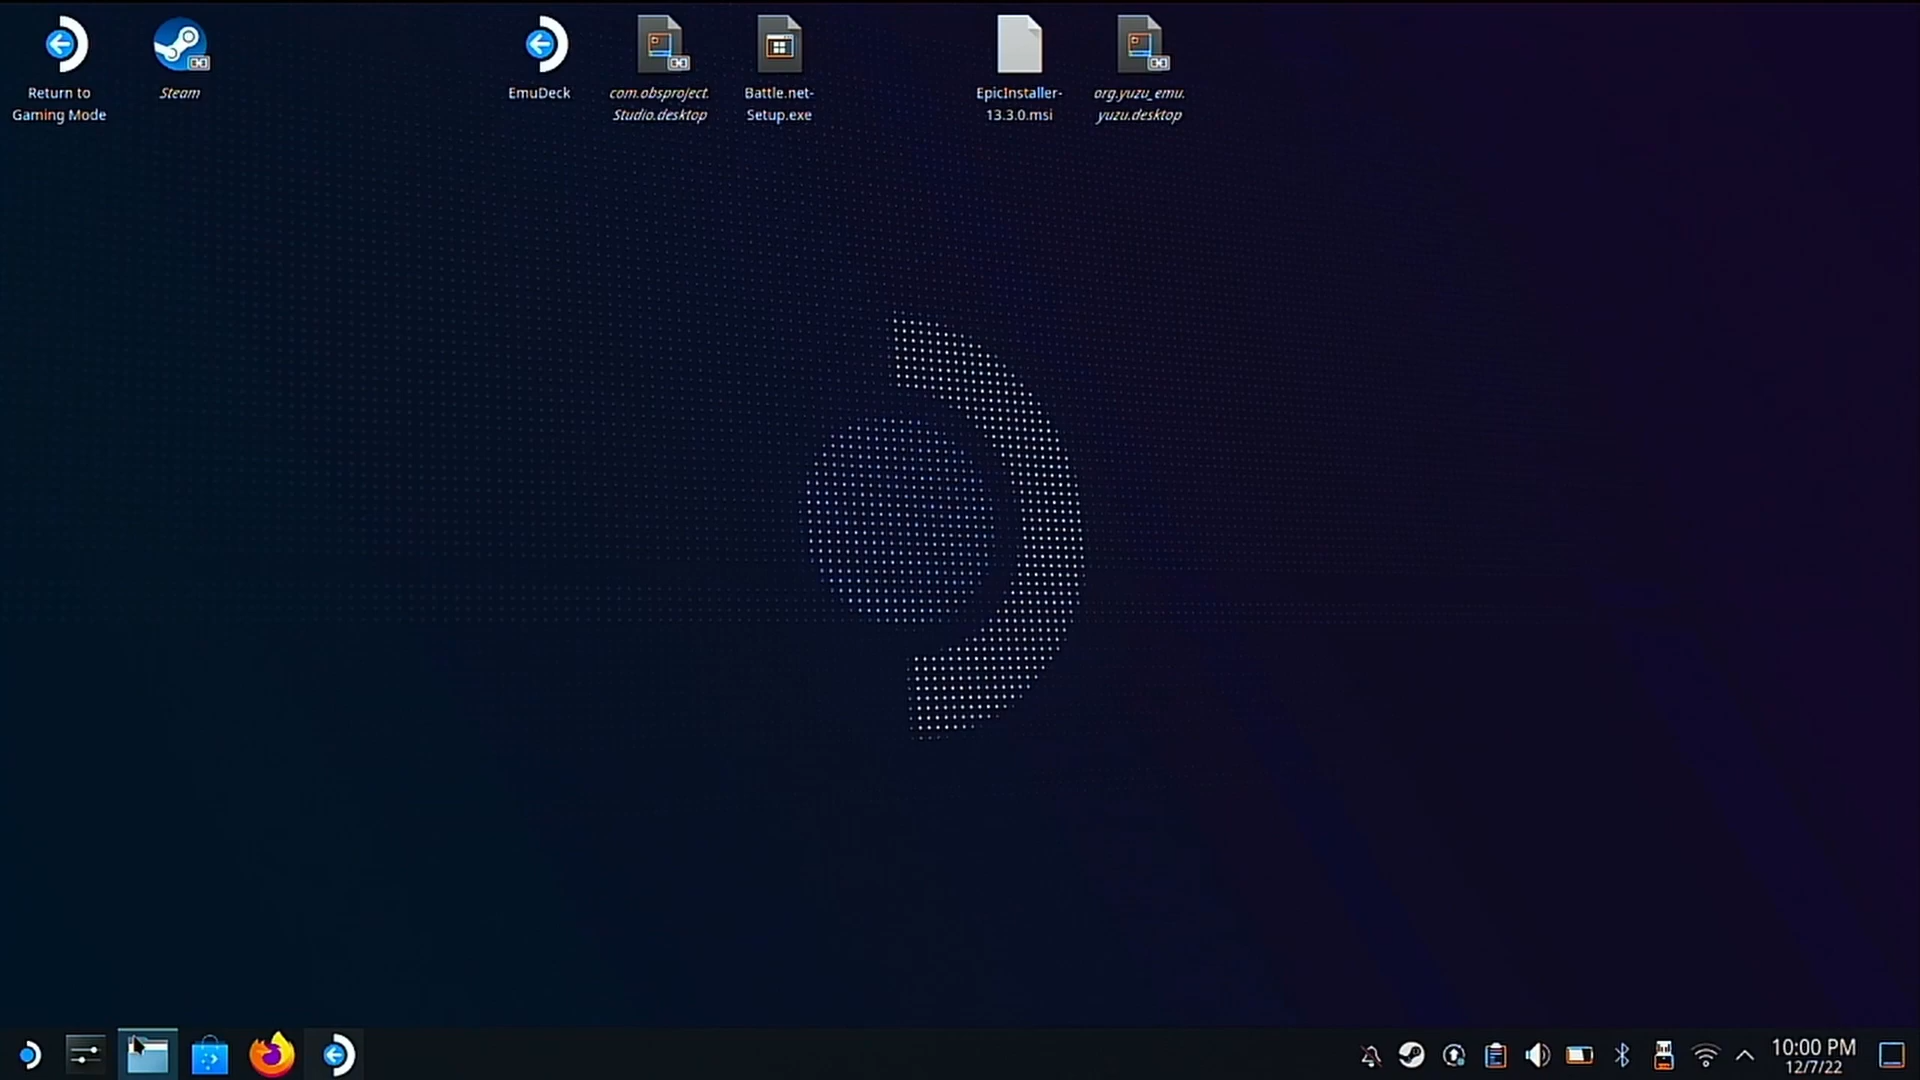 Return to
Gaming Mode
Steam
EmuDeck
com.obsproject.
Studio.desktop
Battle.net-
Setup.exe
EpicInstaller-
13.3.0.msi
org.yuzu_emu.
yuzu.desktop
10:00 PM
12/7/22